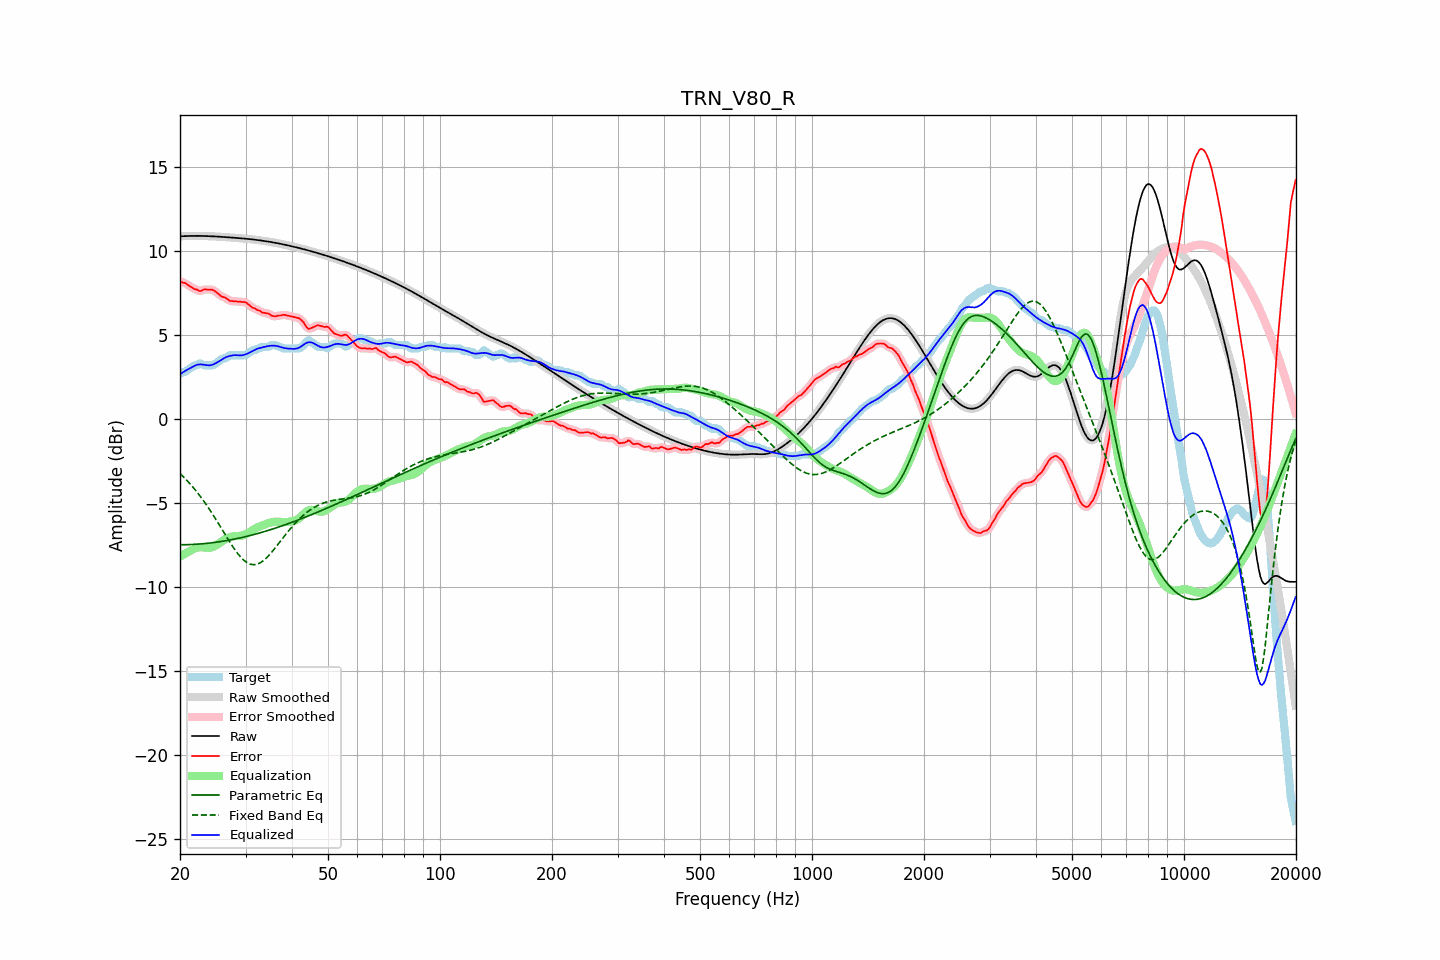 TRN_V80_R
Amplitude (dBr)
15
10
5
0
−5
−10
−15
−20
−25
Target
Raw Smoothed
Error Smoothed
Raw
Error
Equalization
Parametric Eq
Fixed Band Eq
Equalized
20
50
100
200
500
1000
2000
5000
10000
20000
Frequency (Hz)